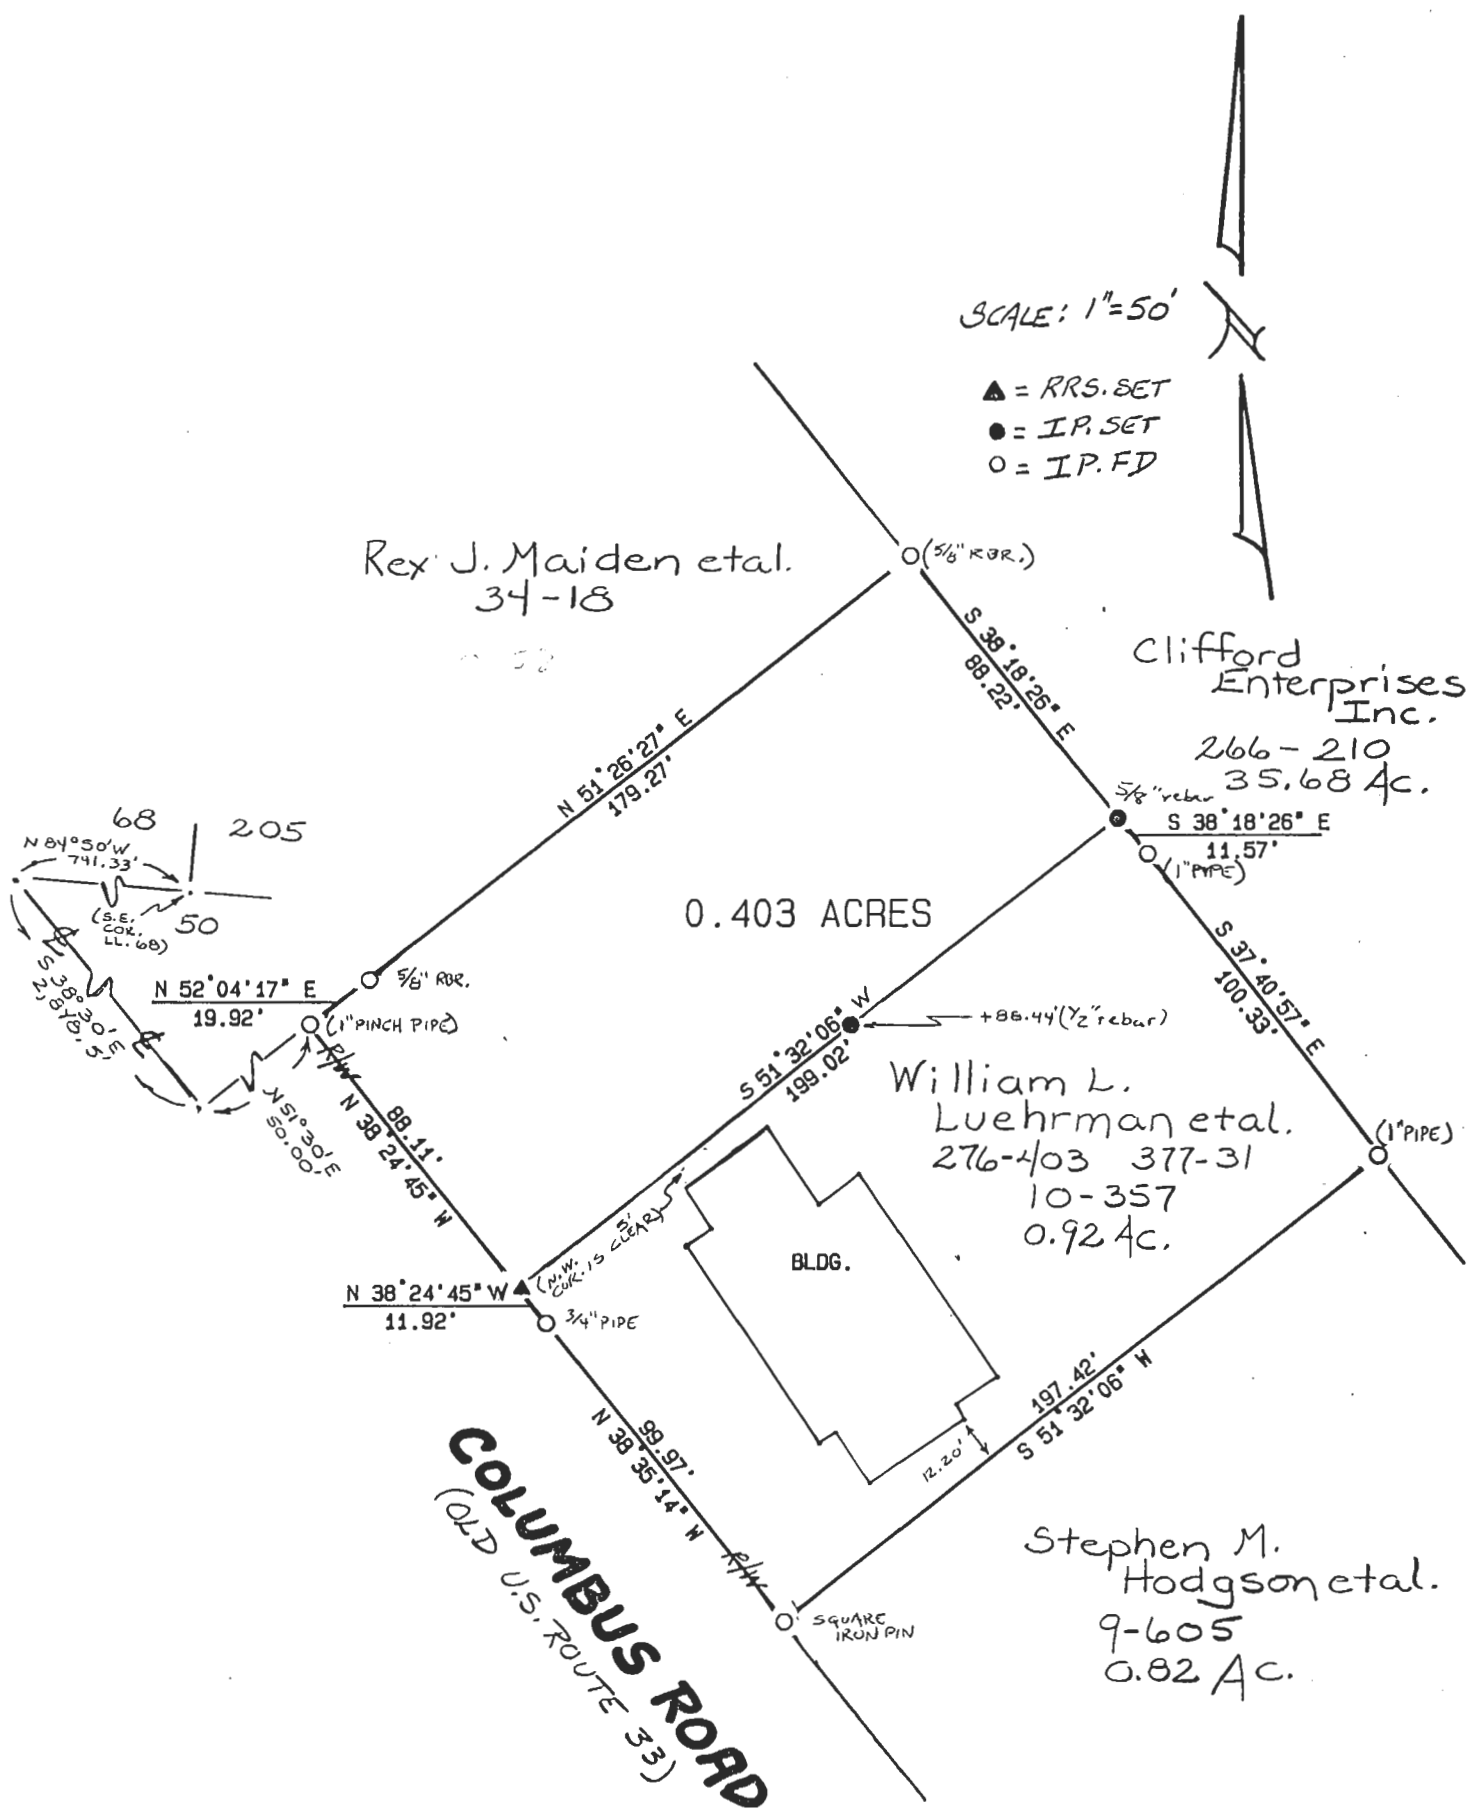 SCALE: 1"=50'
▲ = RRS. SET
● = I.P. SET
○ = I.P. FD
Rex J. Maiden etal.
34-18
(5/8" RBR.)
S 38°18'26" E
88.22'
Clifford
Enterprises
Inc.
266-210
35.68 Ac.
N 51°26'27" E
179.27'
5/8" rebar
S 38°18'26" E
11.57'
(1" PIPE)
68
205
N 84°50'W
741.33'
(S.E.
COR.
LL. 68)
50
S 38°30'E
2,848.5'
0.403 ACRES
S 37°40'57" E
100.33'
5/8" RBR.
N 52°04'17" E
19.92'
(1" PINCH PIPE)
R/W
N 51°30'E
50.00'
88.11'
N 38°24'45" W
S 51°32'06" W
199.02'
+86.44' (1/2" rebar)
William L.
Luehrman etal.
276-403 377-31
10-357
0.92 Ac.
(1" PIPE)
5'
(N.W.
COR. IS CLEAR)
BLDG.
N 38°24'45" W
11.92'
3/4" PIPE
99.97'
N 38°35'14" W
R/W
197.42'
S 51°32'06" W
12.20'
SQUARE
IRON PIN
COLUMBUS ROAD
(OLD U.S. ROUTE 33)
Stephen M.
Hodgson etal.
9-605
0.82 Ac.